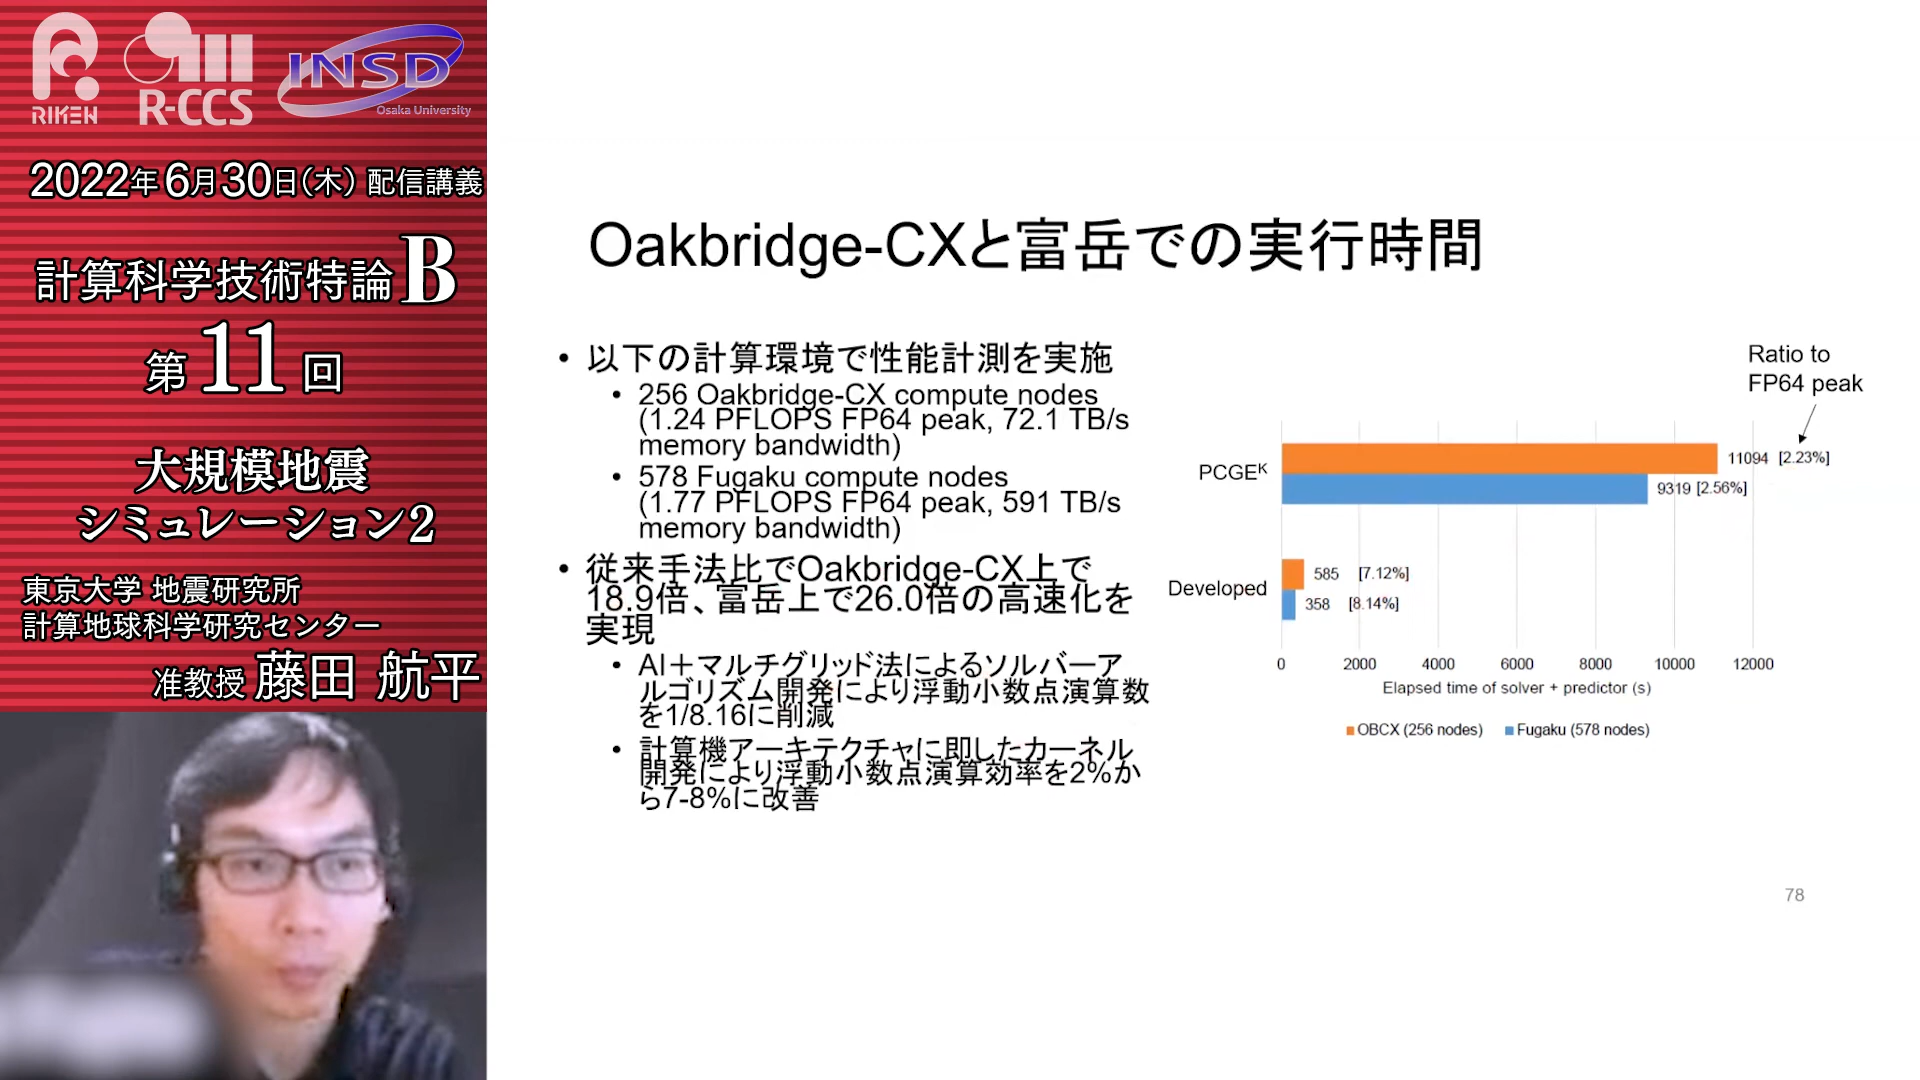 RIKEN
R-CCS
INSD
Osaka University
2022年6月30日(木) 配信講義
計算科学技術特論B
第11回
大規模地震
シミュレーション2
東京大学 地震研究所
計算地球科学研究センター
准教授 藤田 航平
Oakbridge-CXと富岳での実行時間
• 以下の計算環境で性能計測を実施
• 256 Oakbridge-CX compute nodes
(1.24 PFLOPS FP64 peak, 72.1 TB/s
memory bandwidth)
• 578 Fugaku compute nodes
(1.77 PFLOPS FP64 peak, 591 TB/s
memory bandwidth)
• 従来手法比でOakbridge-CX上で
18.9倍、富岳上で26.0倍の高速化を
実現
• AI＋マルチグリッド法によるソルバーア
ルゴリズム開発により浮動小数点演算数
を1/8.16に削減
• 計算機アーキテクチャに即したカーネル
開発により浮動小数点演算効率を2%か
ら7-8%に改善
Ratio to
FP64 peak
PCGEᴷ
11094 [2.23%]
9319 [2.56%]
Developed
585 [7.12%]
358 [8.14%]
0 2000 4000 6000 8000 10000 12000
Elapsed time of solver + predictor (s)
OBCX (256 nodes) Fugaku (578 nodes)
78